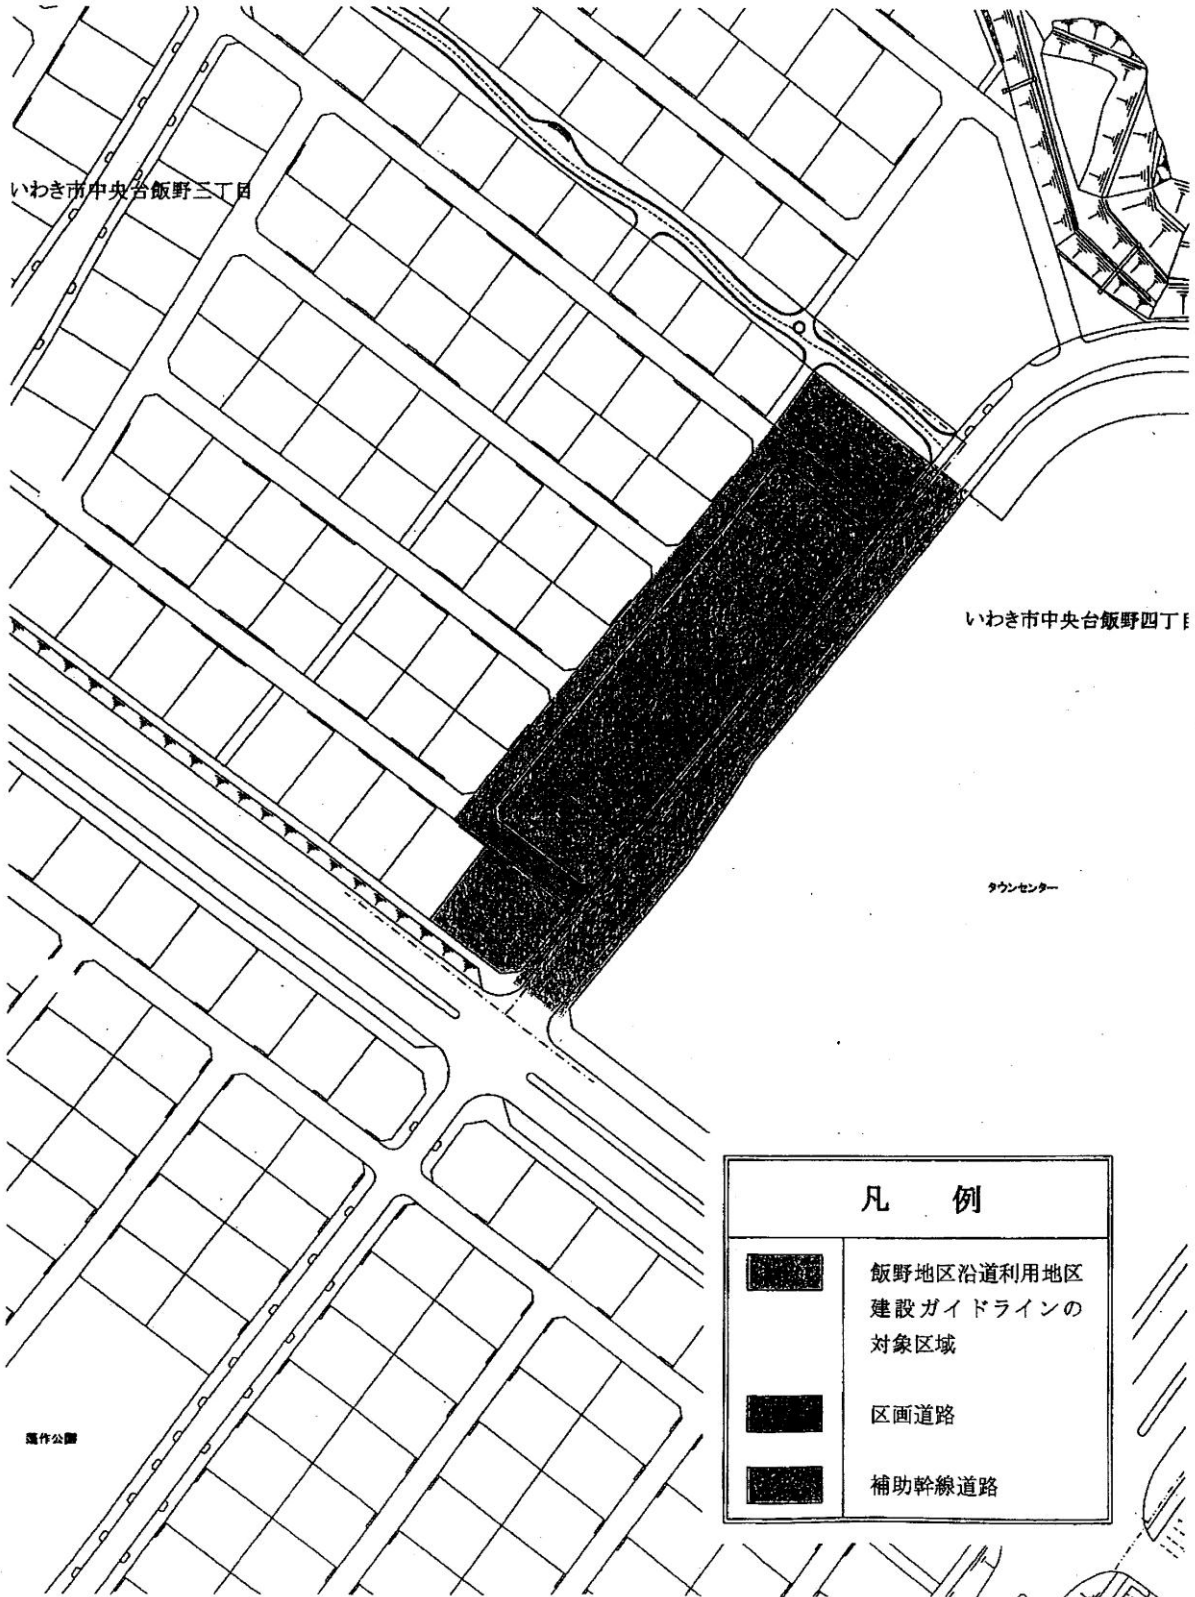 いわき市中央台飯野三丁目
いわき市中央台飯野四丁目
タウンセンター
凡 例
飯野地区沿道利用地区
建設ガイドラインの
対象区域
区画道路
補助幹線道路